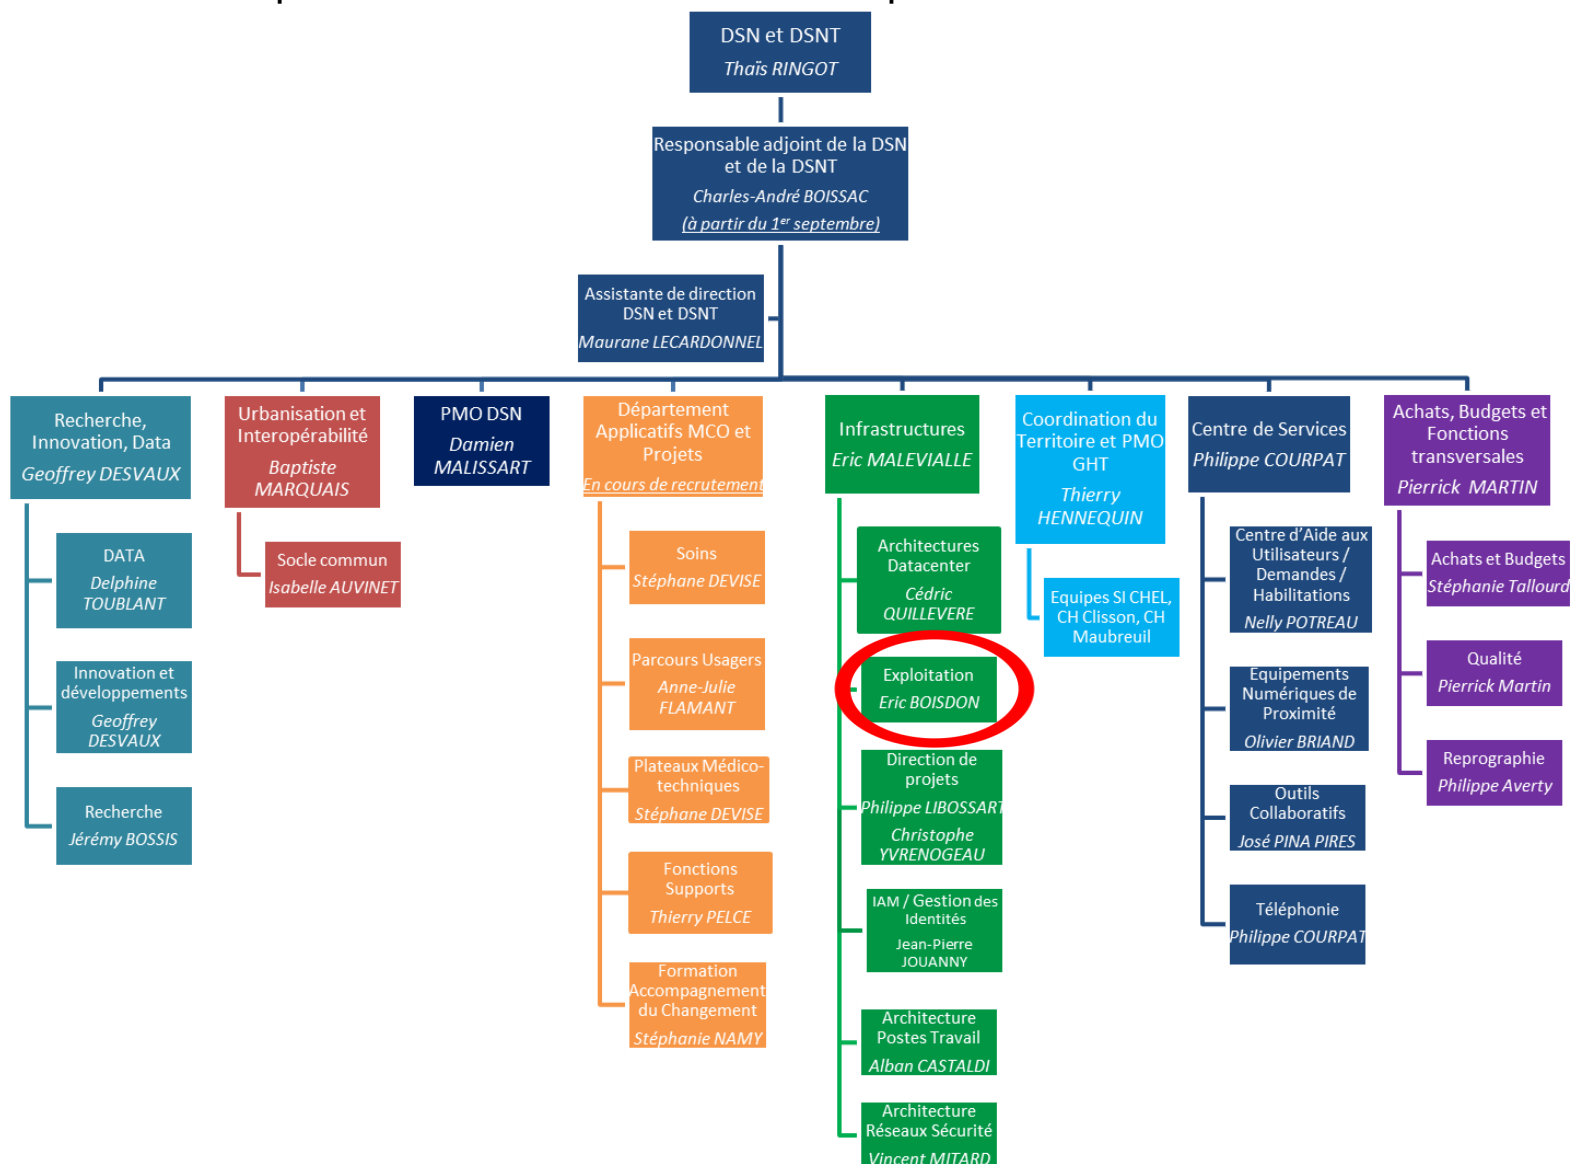 DSN et DSNT
Thaïs RINGOT
Responsable adjoint de la DSN
et de la DSNT
Charles-André BOISSAC
(à partir du 1er septembre)
Assistante de direction
DSN et DSNT
Maurane LECARDONNEL
Recherche,
Innovation, Data
Geoffrey DESVAUX
DATA
Delphine
TOUBLANT
Innovation et
développements
Geoffrey
DESVAUX
Recherche
Jérémy BOSSIS
Urbanisation et
Interopérabilité
Baptiste
MARQUAIS
Socle commun
Isabelle AUVINET
PMO DSN
Damien
MALISSART
Département
Applicatifs MCO et
Projets
En cours de recrutement
Soins
Stéphane DEVISE
Parcours Usagers
Anne-Julie
FLAMANT
Plateaux Médico-
techniques
Stéphane DEVISE
Fonctions
Supports
Thierry PELCE
Formation
Accompagnement
du Changement
Stéphanie NAMY
Infrastructures
Eric MALEVIALLE
Architectures
Datacenter
Cédric
QUILLEVERE
Exploitation
Eric BOISDON
Direction de
projets
Philippe LIBOSSART
Christophe
YVRENOGEAU
IAM / Gestion des
Identités
Jean-Pierre
JOUANNY
Architecture
Postes Travail
Alban CASTALDI
Architecture
Réseaux Sécurité
Vincent MITARD
Coordination du
Territoire et PMO
GHT
Thierry
HENNEQUIN
Equipes SI CHEL,
CH Clisson, CH
Maubreuil
Centre de Services
Philippe COURPAT
Centre d'Aide aux
Utilisateurs /
Demandes /
Habilitations
Nelly POTREAU
Equipements
Numériques de
Proximité
Olivier BRIAND
Outils
Collaboratifs
José PINA PIRES
Téléphonie
Philippe COURPAT
Achats, Budgets et
Fonctions
transversales
Pierrick MARTIN
Achats et Budgets
Stéphanie Tallourd
Qualité
Pierrick Martin
Reprographie
Philippe Averty